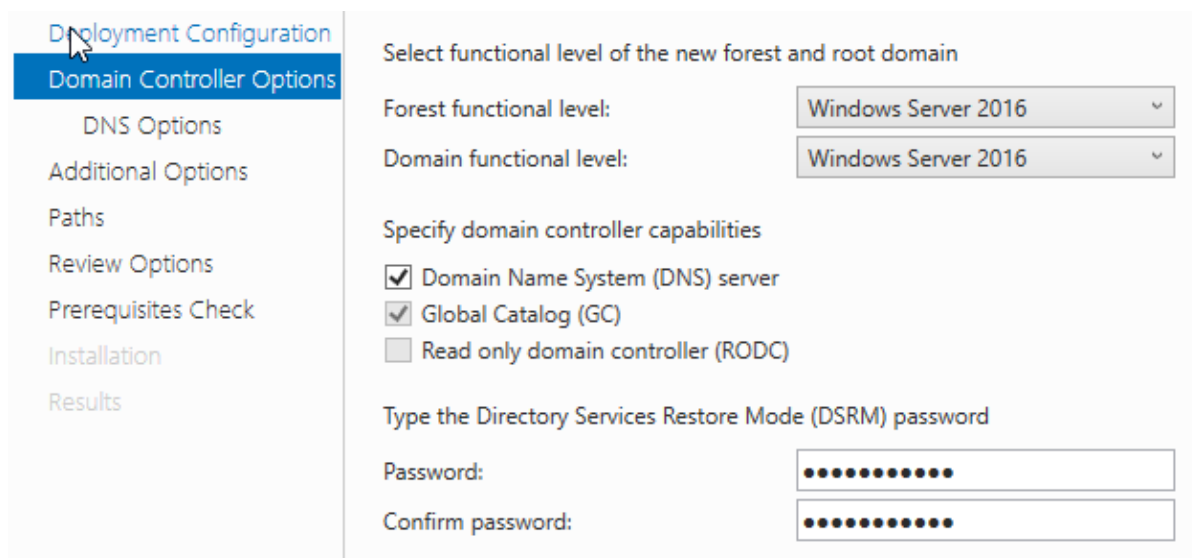 Deployment Configuration
Domain Controller Options
DNS Options
Additional Options
Paths
Review Options
Prerequisites Check
Installation
Results
Select functional level of the new forest and root domain
Forest functional level: Windows Server 2016
Domain functional level: Windows Server 2016
Specify domain controller capabilities
Domain Name System (DNS) server
Global Catalog (GC)
Read only domain controller (RODC)
Type the Directory Services Restore Mode (DSRM) password
Password: ●●●●●●●●●●●
Confirm password: ●●●●●●●●●●●